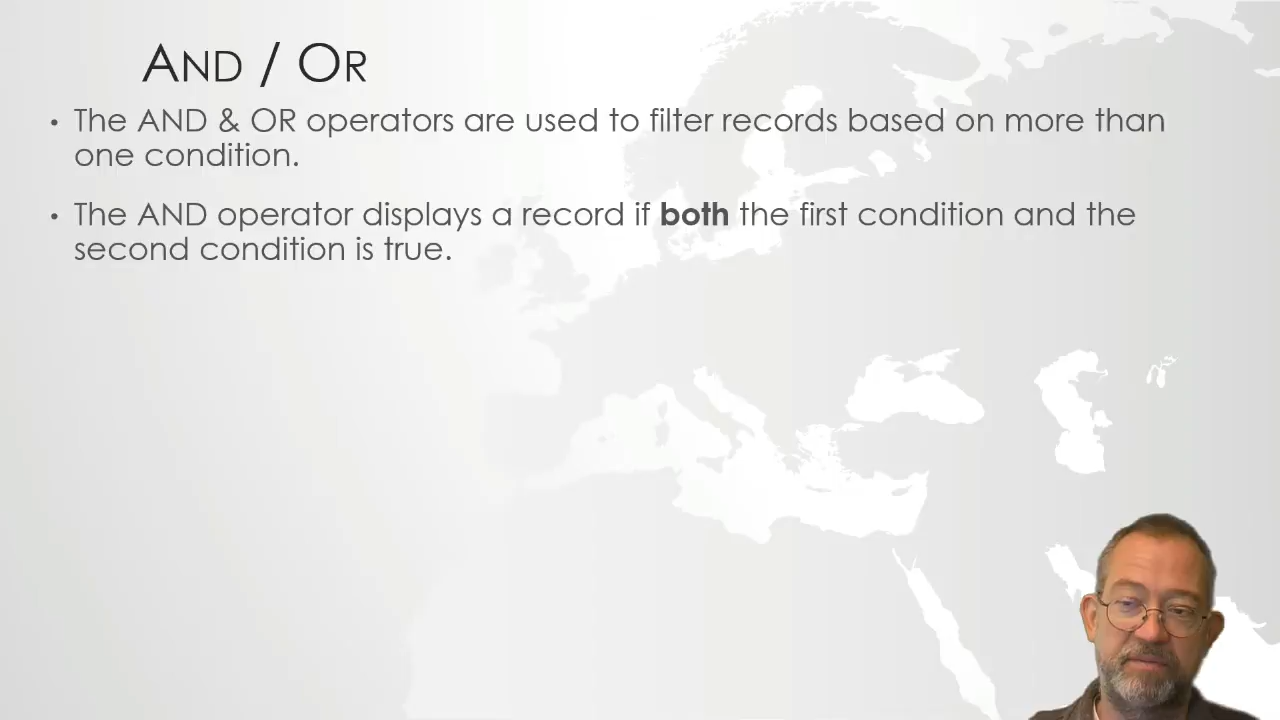 AND / OR
• The AND & OR operators are used to filter records based on more than
one condition.
• The AND operator displays a record if both the first condition and the
second condition is true.